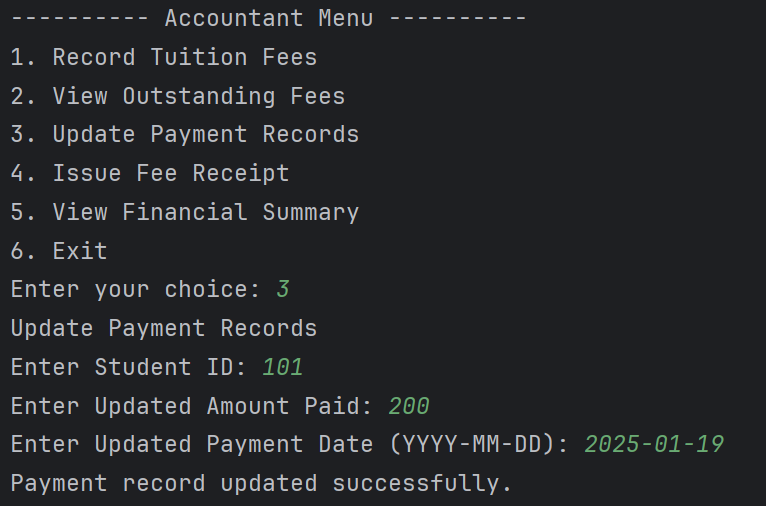 ---------- Accountant Menu ----------
1. Record Tuition Fees
2. View Outstanding Fees
3. Update Payment Records
4. Issue Fee Receipt
5. View Financial Summary
6. Exit
Enter your choice: 3
Update Payment Records
Enter Student ID: 101
Enter Updated Amount Paid: 200
Enter Updated Payment Date (YYYY-MM-DD): 2025-01-19
Payment record updated successfully.